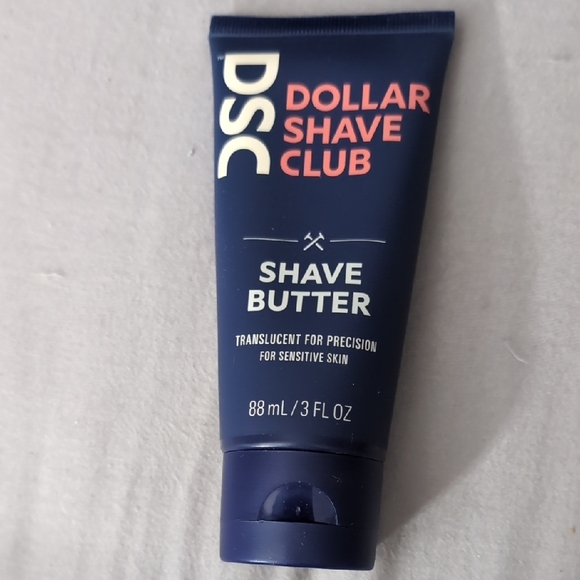 DSC
DOLLAR
SHAVE
CLUB
SHAVE
BUTTER
TRANSLUCENT FOR PRECISION
FOR SENSITIVE SKIN
88 mL / 3 FL OZ